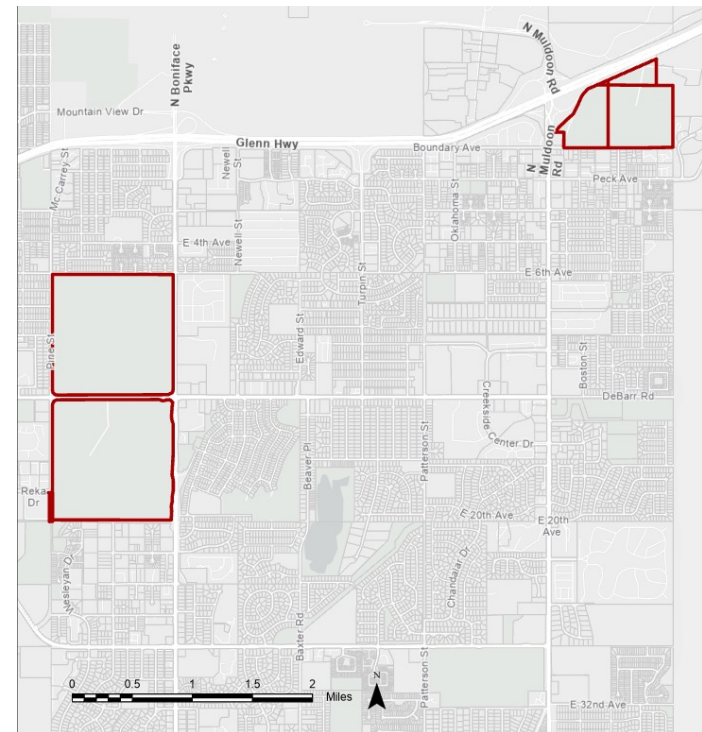 N Muldoon
Rd
N Boniface
Pkwy
Mountain View Dr
Glenn Hwy
Boundary Ave
N
Muldoon
Rd
Mc Carrey St
Newell
St
Oklahoma St
Peck Ave
E 4th Ave
Newell St
Turpin St
E 6th Ave
Pine St
Edward St
Boston St
DeBarr Rd
Creekside
Center Dr
Patterson St
Beaver Pl
Reka
Dr
E 20th Ave
E 20th
Ave
Wesleyan Dr
Chandalar Dr
Baxter Rd
Patterson St
0 0.5 1 1.5 2
Miles
N
E 32nd Ave